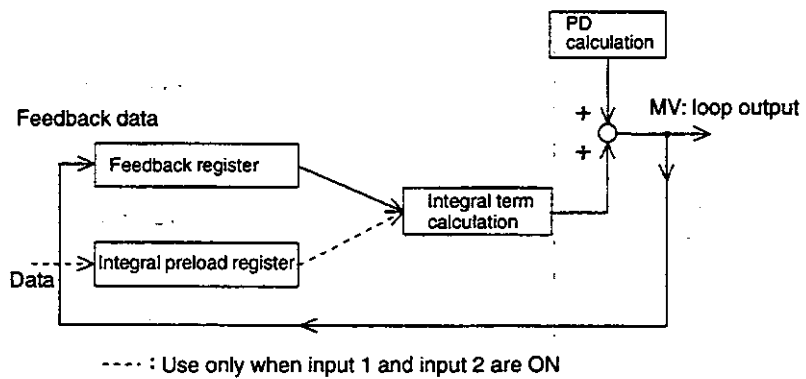 PD
calculation
MV: loop output
+
+
Feedback data
Feedback register
Integral term
calculation
Integral preload register
Data
: Use only when input 1 and input 2 are ON